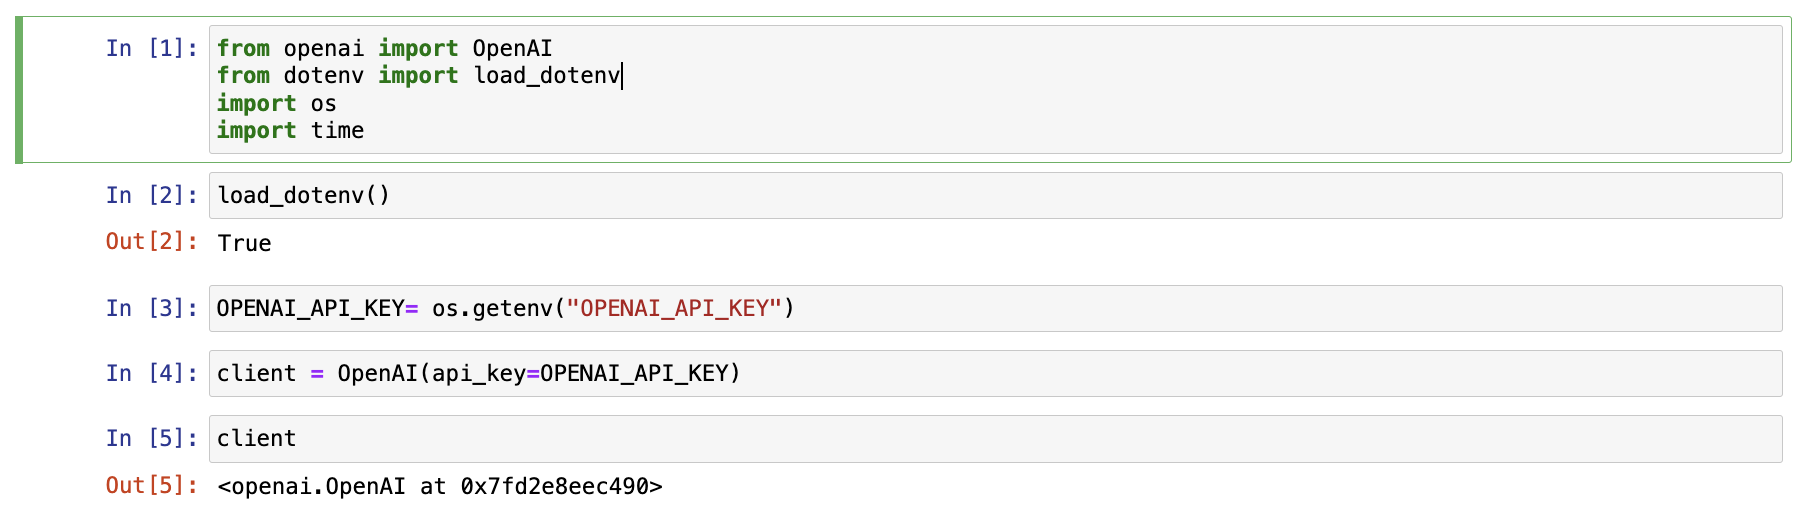 In [1]: from openai import OpenAI
from dotenv import load_dotenv
import os
import time
In [2]: load_dotenv()
Out[2]: True
In [3]: OPENAI_API_KEY= os.getenv("OPENAI_API_KEY")
In [4]: client = OpenAI(api_key=OPENAI_API_KEY)
In [5]: client
Out[5]: <openai.OpenAI at 0x7fd2e8eec490>